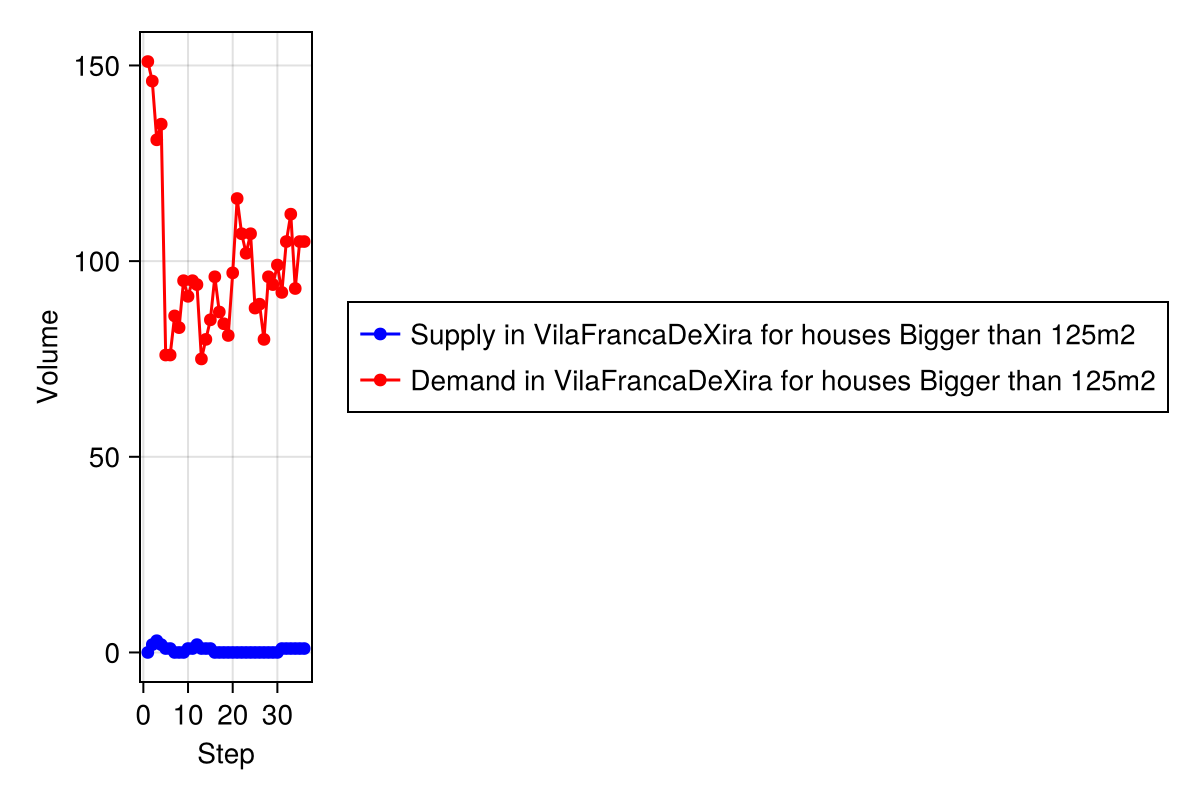 150
100
50
0
Volume
0 10 20 30
Step
Supply in VilaFrancaDeXira for houses Bigger than 125m2
Demand in VilaFrancaDeXira for houses Bigger than 125m2